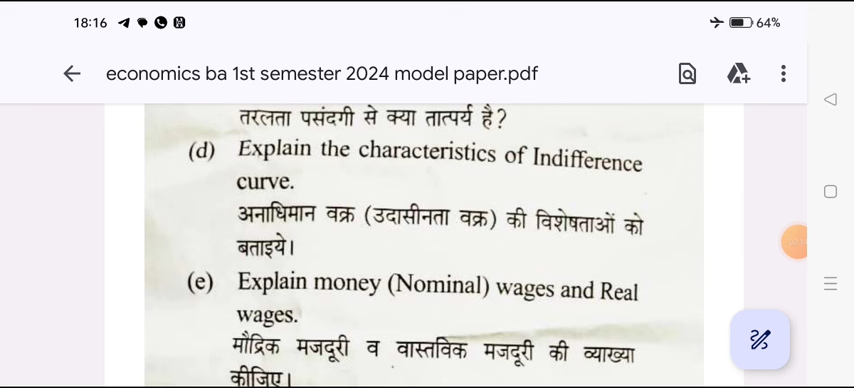 18:16
64%
economics ba 1st semester 2024 model paper.pdf
तरलता पसंदगी से क्या तात्पर्य है?
(d) Explain the characteristics of Indifference
curve.
अनाधिमान वक्र (उदासीनता वक्र) की विशेषताओं को
बताइये।
(e) Explain money (Nominal) wages and Real
wages.
मौद्रिक मजदूरी व वास्तविक मजदूरी की व्याख्या
कीजिए।